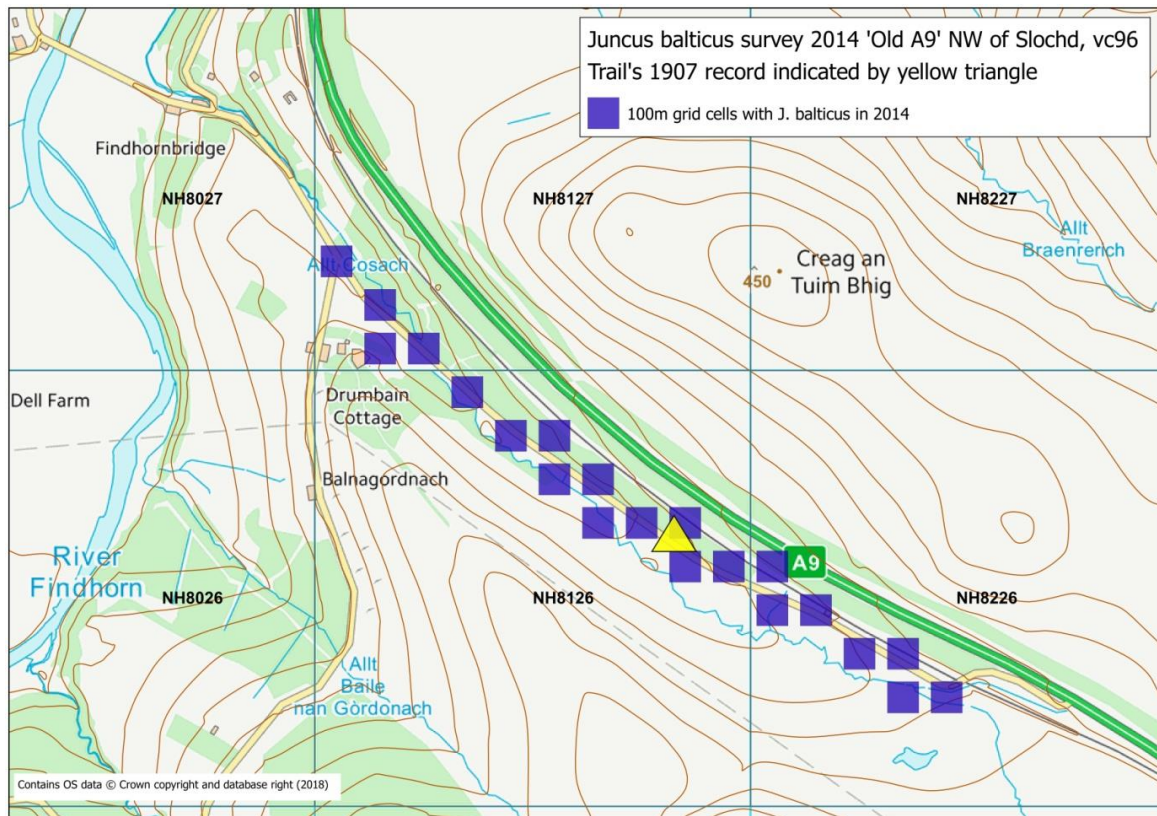 Juncus balticus survey 2014 'Old A9' NW of Slochd, vc96
Trail's 1907 record indicated by yellow triangle
100m grid cells with J. balticus in 2014
Findhornbridge
NH8027
NH8127
NH8227
Allt
Braenrerich
Allt Cosach
Creag an
Tuim Bhig
450
Dell Farm
Drumbain
Cottage
Balnagordnach
River
Findhorn
A9
NH8026
NH8126
NH8226
Allt
Baile
nan Gòrdonach
Contains OS data © Crown copyright and database right (2018)